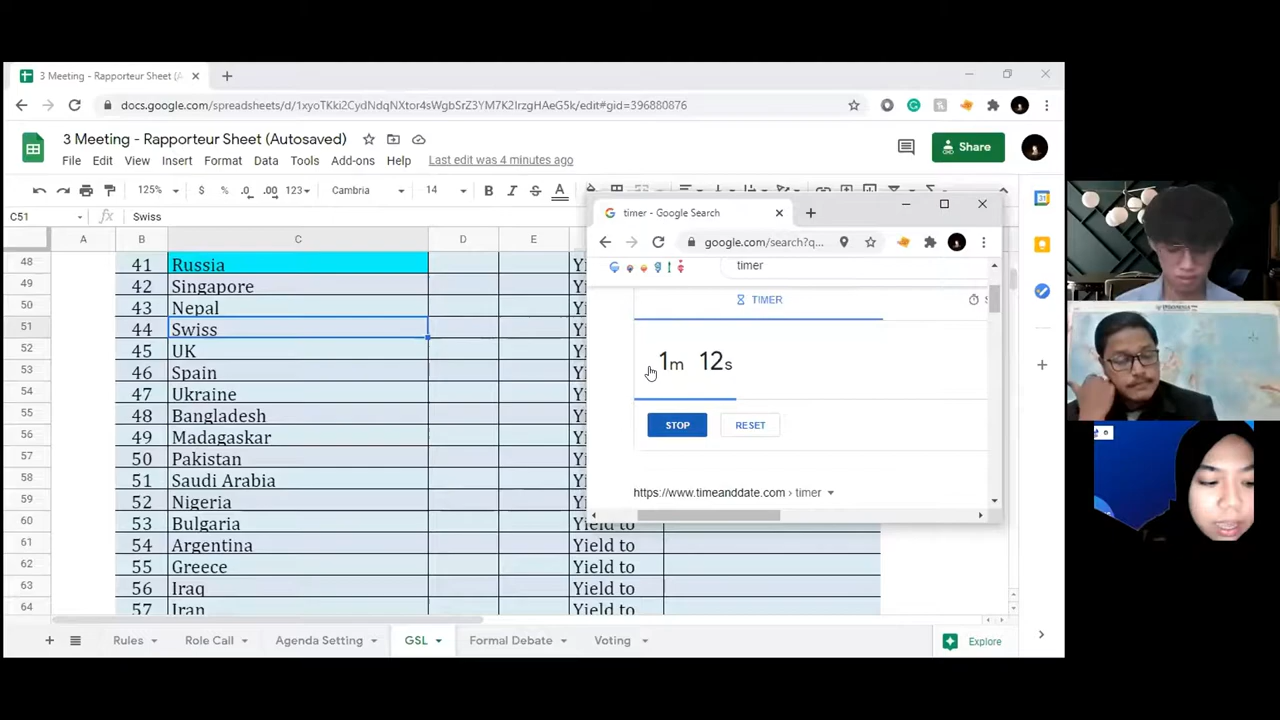 3 Meeting - Rapporteur Sheet (A
docs.google.com/spreadsheets/d/1xyoTKki2CydNdqNXtor4sWgbSrZ3YM7K2IrzgHAeG5k/edit#gid=396880876
3 Meeting - Rapporteur Sheet (Autosaved)
File Edit View Insert Format Data Tools Add-ons Help Last edit was 4 minutes ago
Share
125% $ % .0 .00 123 Cambria 14 B I S A
C51 fx Swiss
A B C D E
48 41 Russia
49 42 Singapore
50 43 Nepal
51 44 Swiss
52 45 UK
53 46 Spain
54 47 Ukraine
55 48 Bangladesh
56 49 Madagaskar
57 50 Pakistan
58 51 Saudi Arabia
59 52 Nigeria
60 53 Bulgaria Yield to
61 54 Argentina Yield to
62 55 Greece Yield to
63 56 Iraq Yield to
64 57 Iran Yield to
Rules Role Call Agenda Setting GSL Formal Debate Voting Explore
timer - Google Search
google.com/search?q...
timer
TIMER
1m 12s
STOP RESET
https://www.timeanddate.com › timer
31